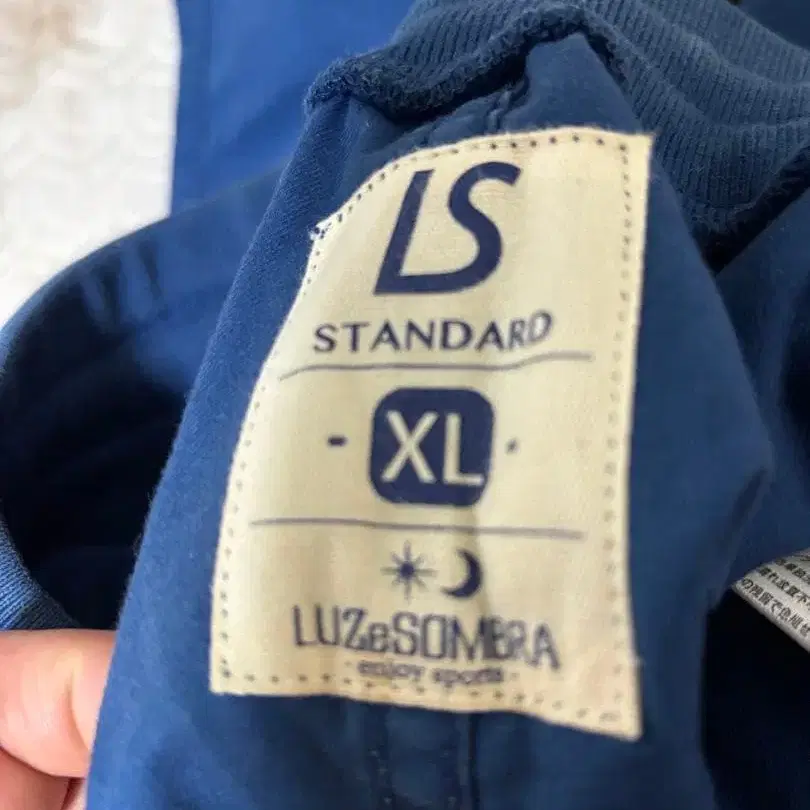 LS
STANDARD
XL
LUZeSOMBRA
enjoy sports